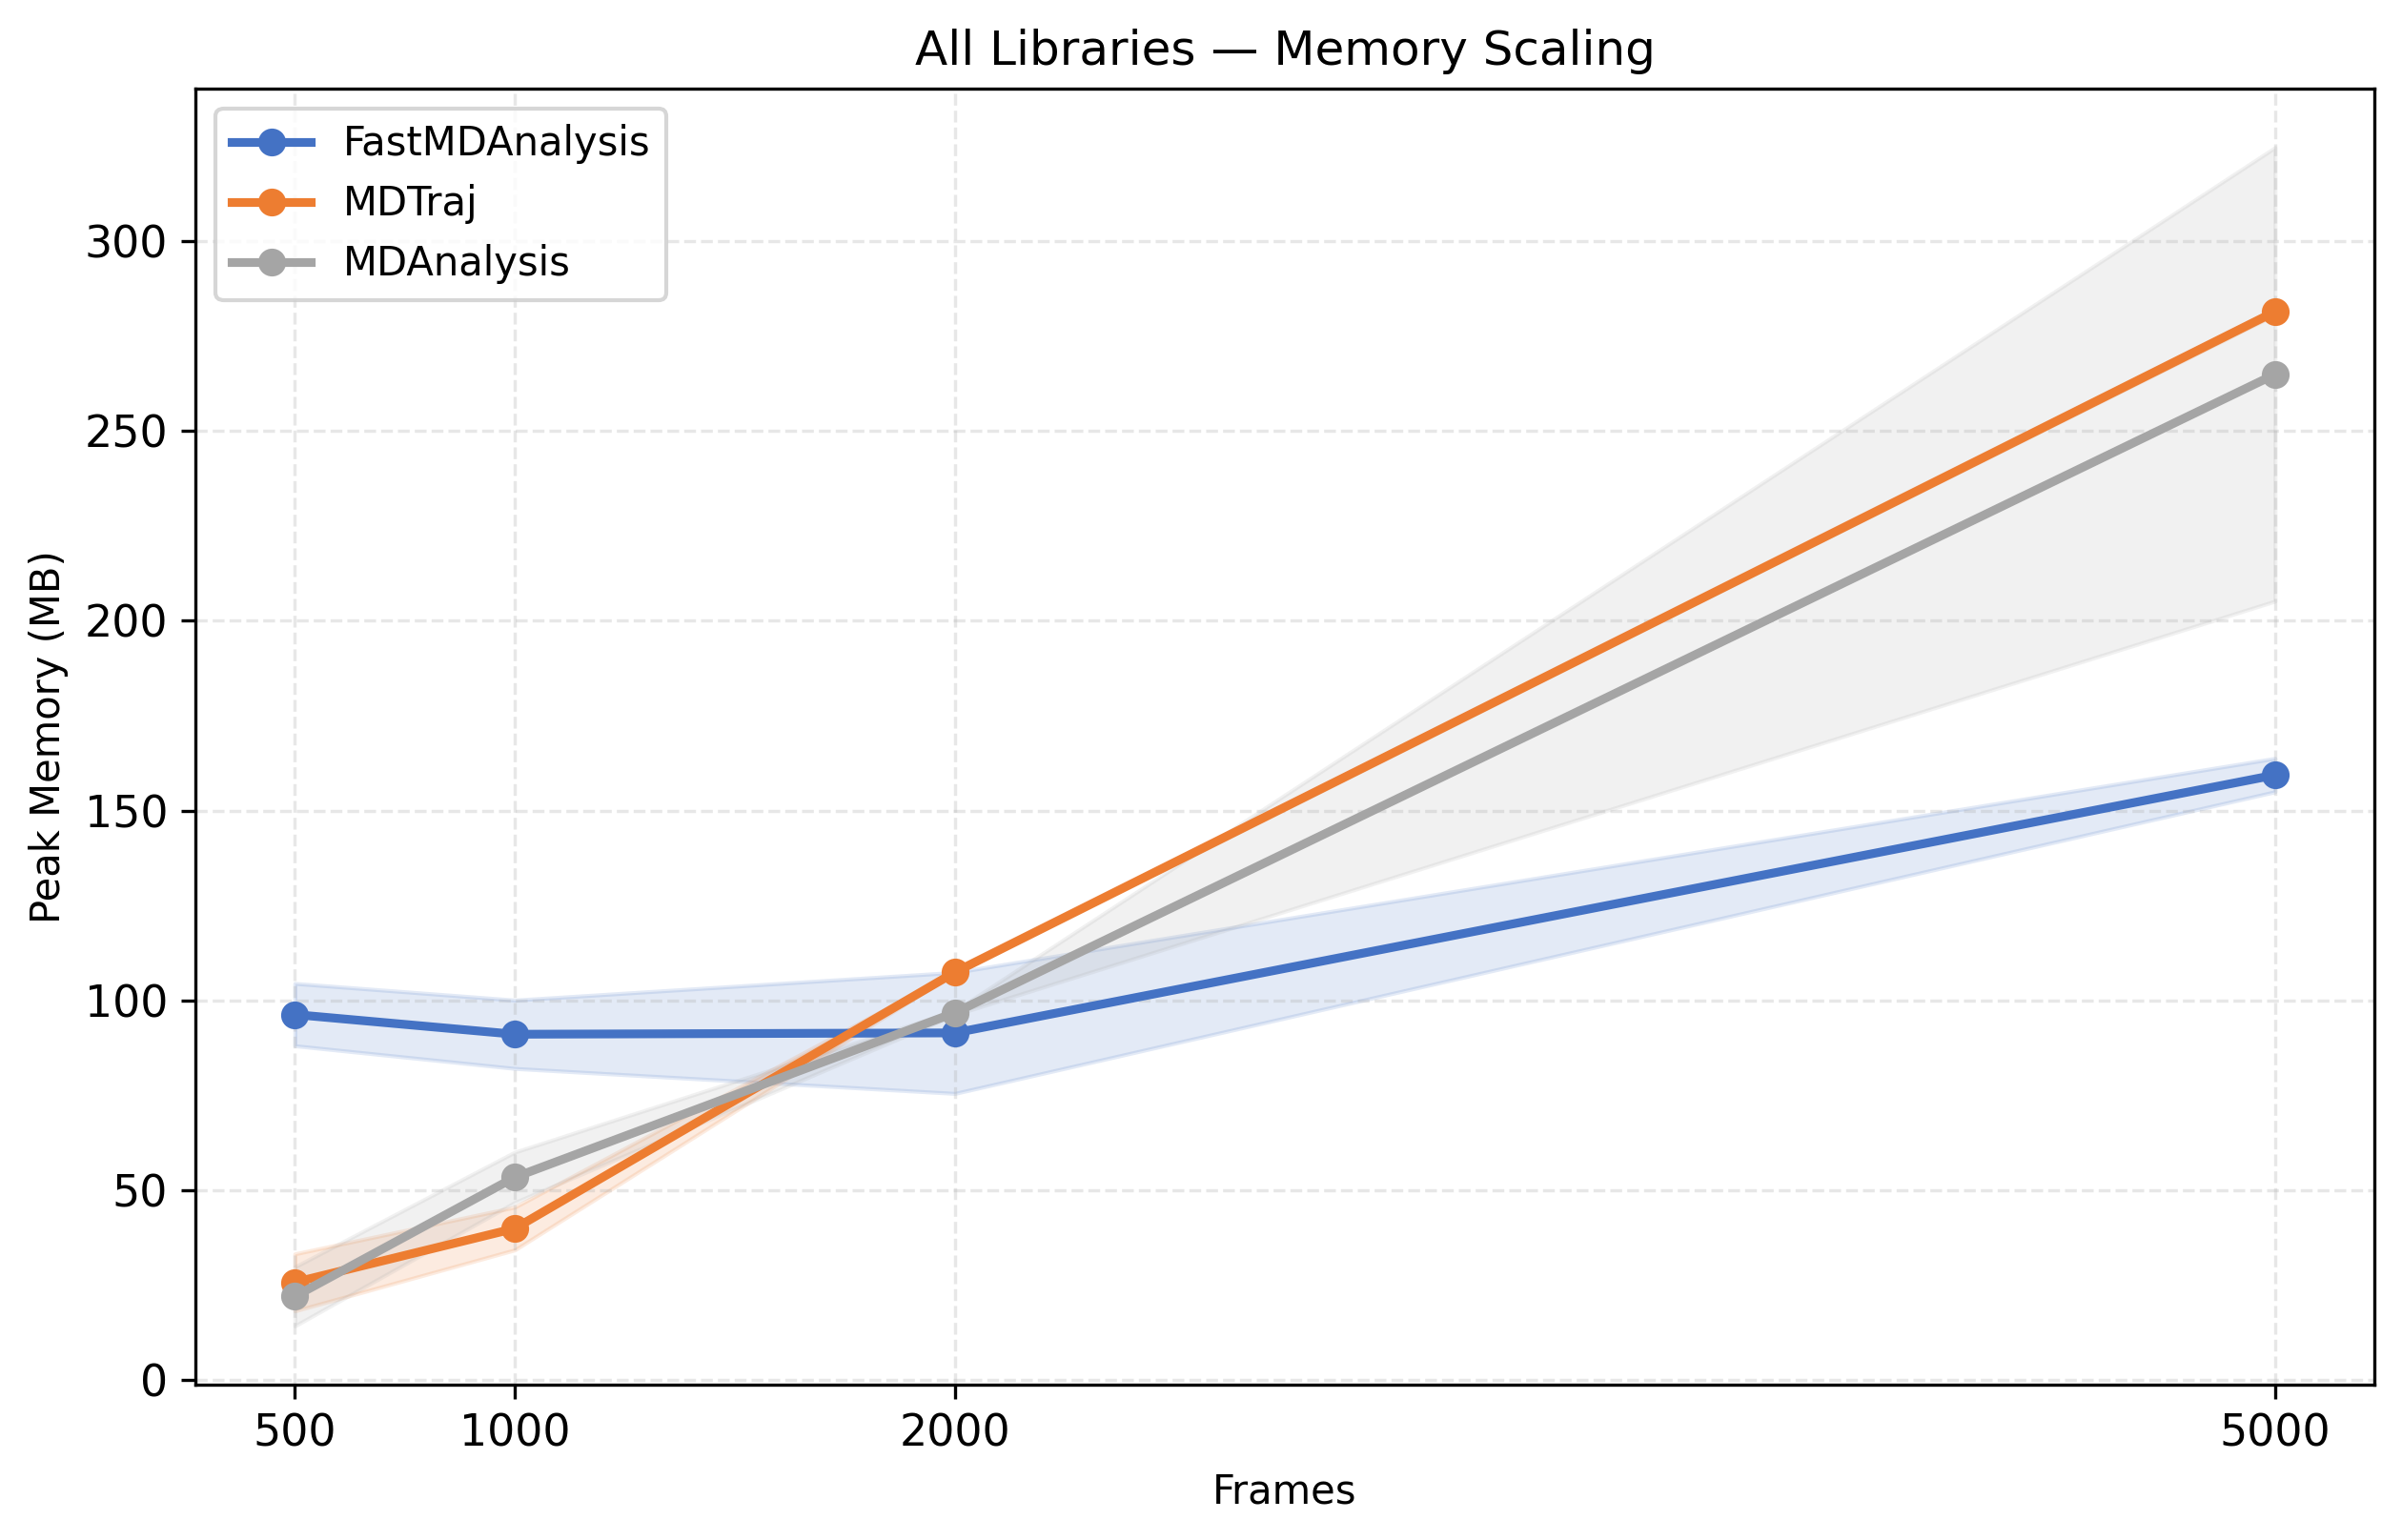 All Libraries — Memory Scaling
FastMDAnalysis
MDTraj
MDAnalysis
Peak Memory (MB)
300
250
200
150
100
50
0
500 1000 2000 5000
Frames